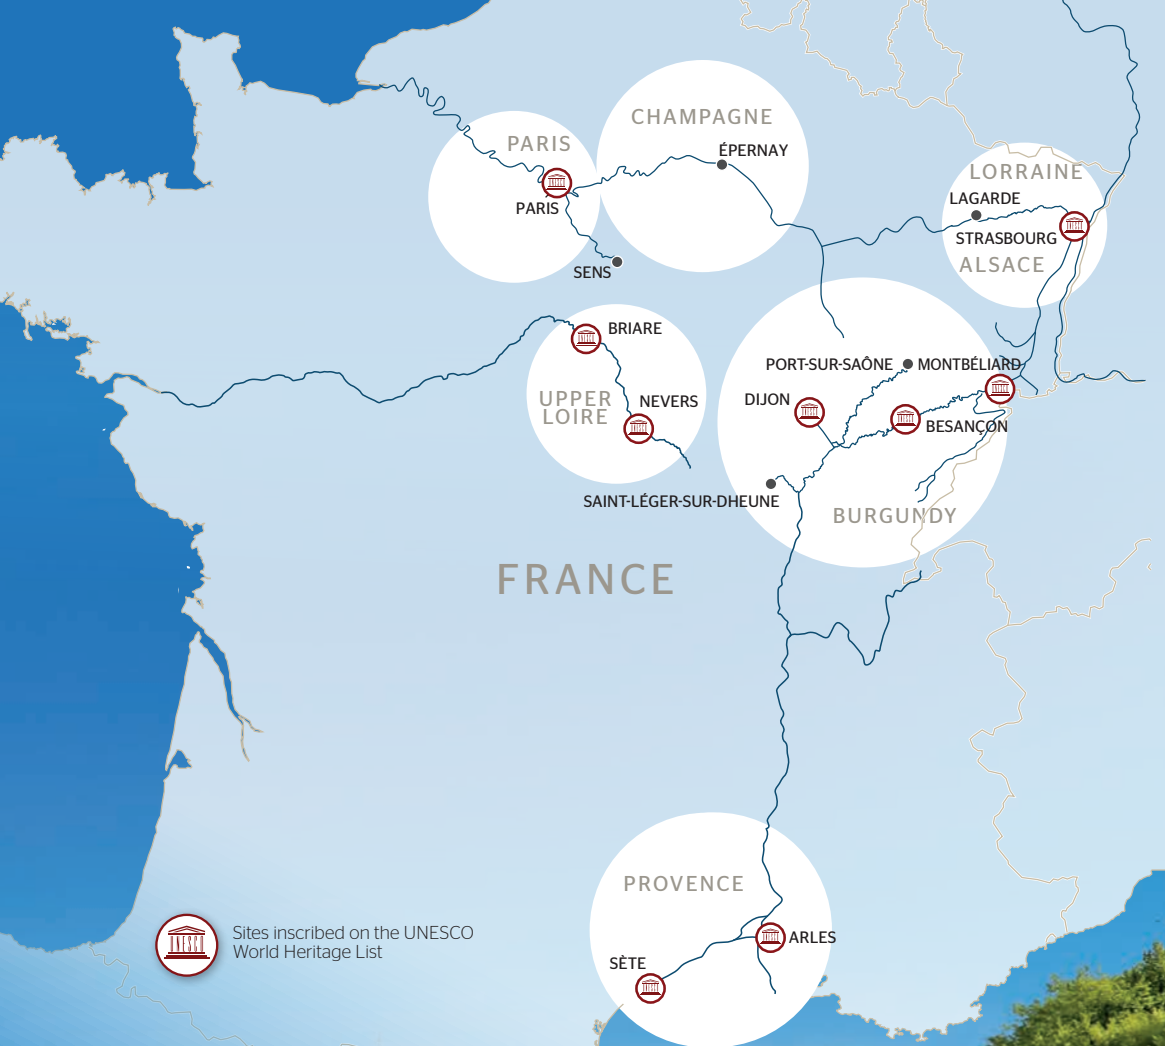 CHAMPAGNE
PARIS
ÉPERNAY
PARIS
SENS
LORRAINE
LAGARDE
STRASBOURG
ALSACE
BRIARE
UPPER
LOIRE
NEVERS
PORT-SUR-SAÔNE
MONTBÉLIARD
DIJON
BESANÇON
SAINT-LÉGER-SUR-DHEUNE
BURGUNDY
FRANCE
PROVENCE
ARLES
SÈTE
UNESCO
Sites inscribed on the UNESCO
World Heritage List